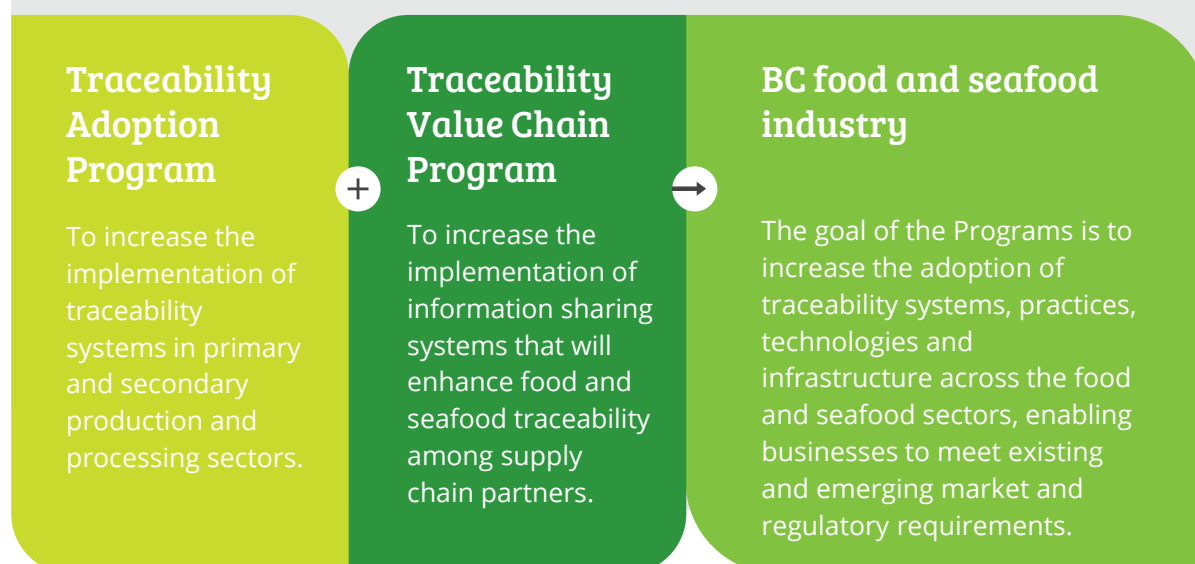 Traceability
Adoption
Program
To increase the
implementation of
traceability
systems in primary
and secondary
production and
processing sectors.
+
Traceability
Value Chain
Program
To increase the
implementation of
information sharing
systems that will
enhance food and
seafood traceability
among supply
chain partners.
→
BC food and seafood
industry
The goal of the Programs is to
increase the adoption of
traceability systems, practices,
technologies and
infrastructure across the food
and seafood sectors, enabling
businesses to meet existing
and emerging market and
regulatory requirements.